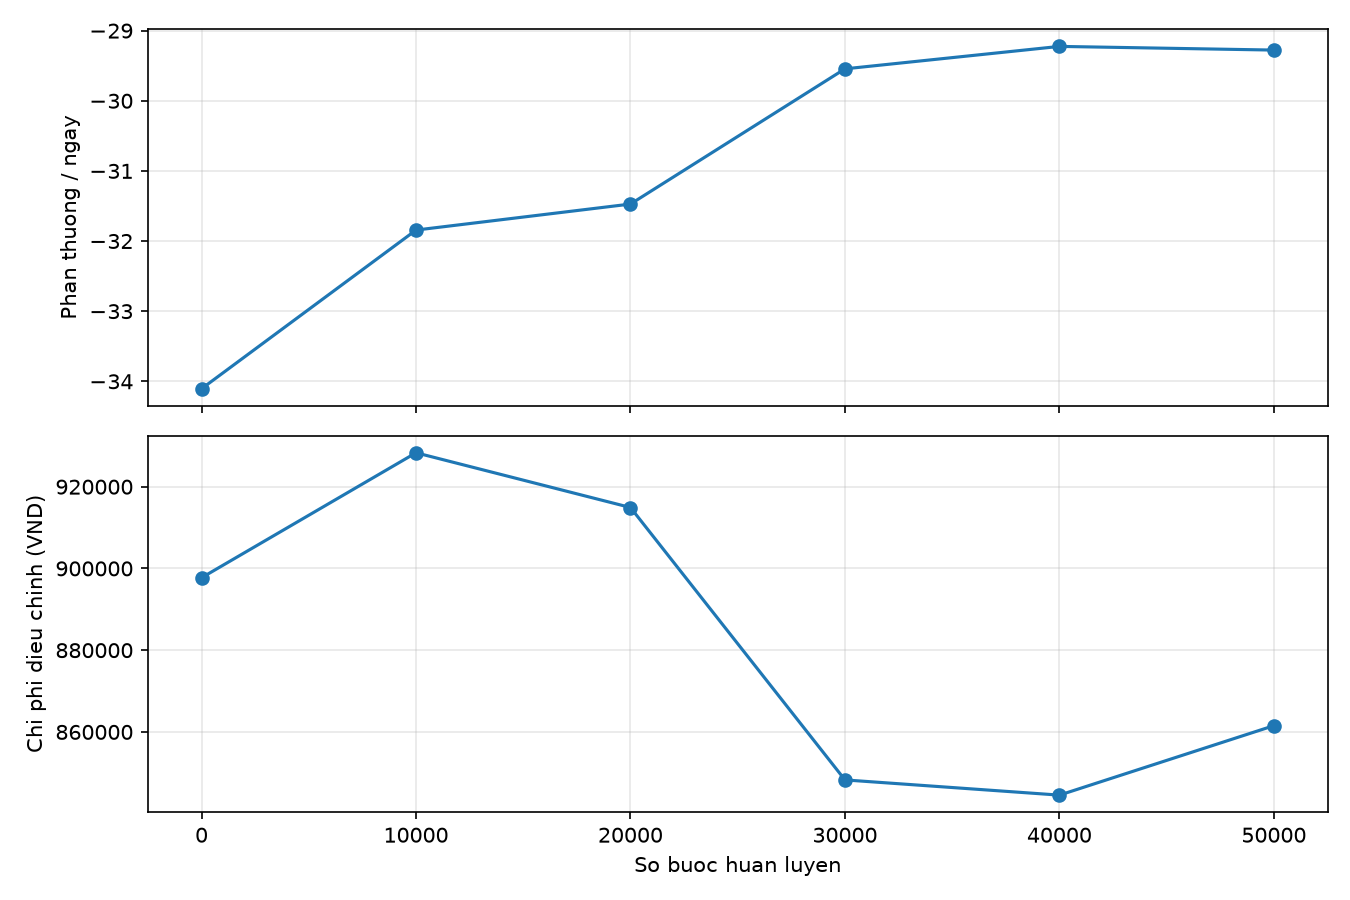 −29
−30
−31
−32
−33
−34
Phan thuong / ngay
920000
900000
880000
860000
Chi phi dieu chinh (VND)
0 10000 20000 30000 40000 50000
So buoc huan luyen